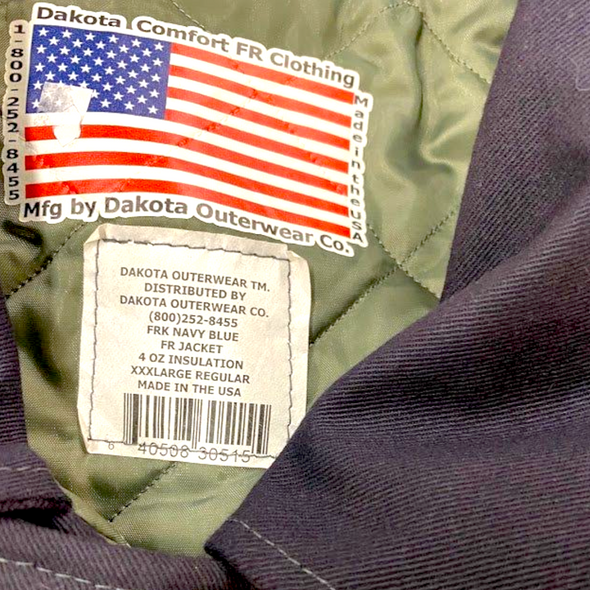 Dakota Comfort FR Clothing
1-800-252-8455
Made in the USA
Mfg by Dakota Outerwear Co.
DAKOTA OUTERWEAR TM.
DISTRIBUTED BY
DAKOTA OUTERWEAR CO.
(800)252-8455
FRK NAVY BLUE
FR JACKET
4 OZ INSULATION
XXXLARGE REGULAR
MADE IN THE USA
6 40508 30515